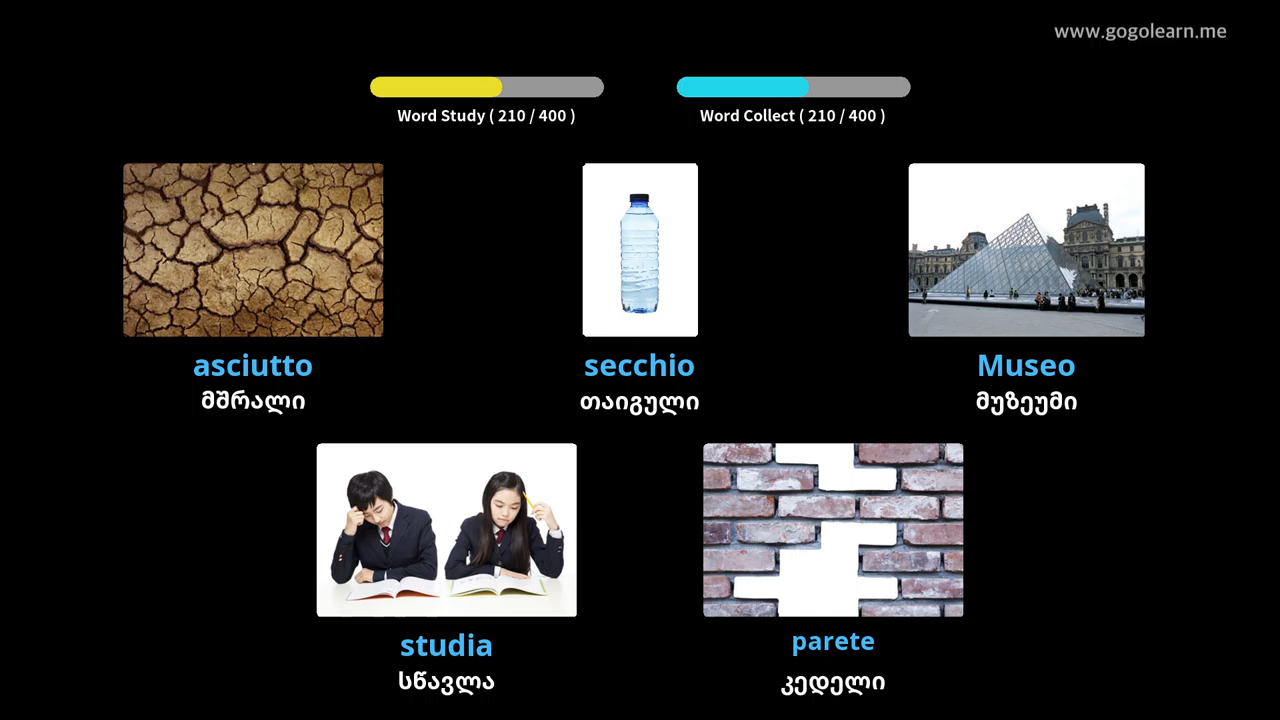 www.gogolearn.me
Word Study ( 210 / 400 )
Word Collect ( 210 / 400 )
asciutto
მშრალი
secchio
თაიგული
Museo
მუზეუმი
studia
სწავლა
parete
კედელი